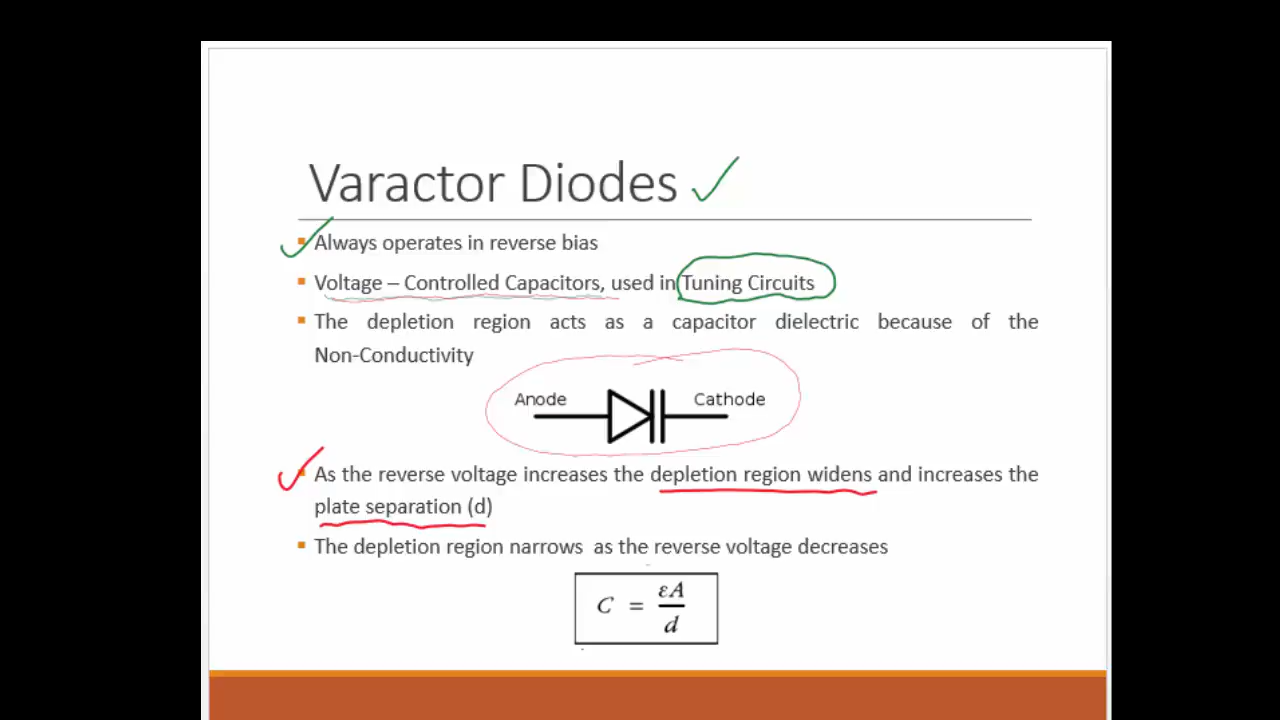 Varactor Diodes
Always operates in reverse bias
Voltage – Controlled Capacitors, used in Tuning Circuits
The depletion region acts as a capacitor dielectric because of the
Non-Conductivity
Anode Cathode
As the reverse voltage increases the depletion region widens and increases the
plate separation (d)
The depletion region narrows as the reverse voltage decreases
C = εA/d